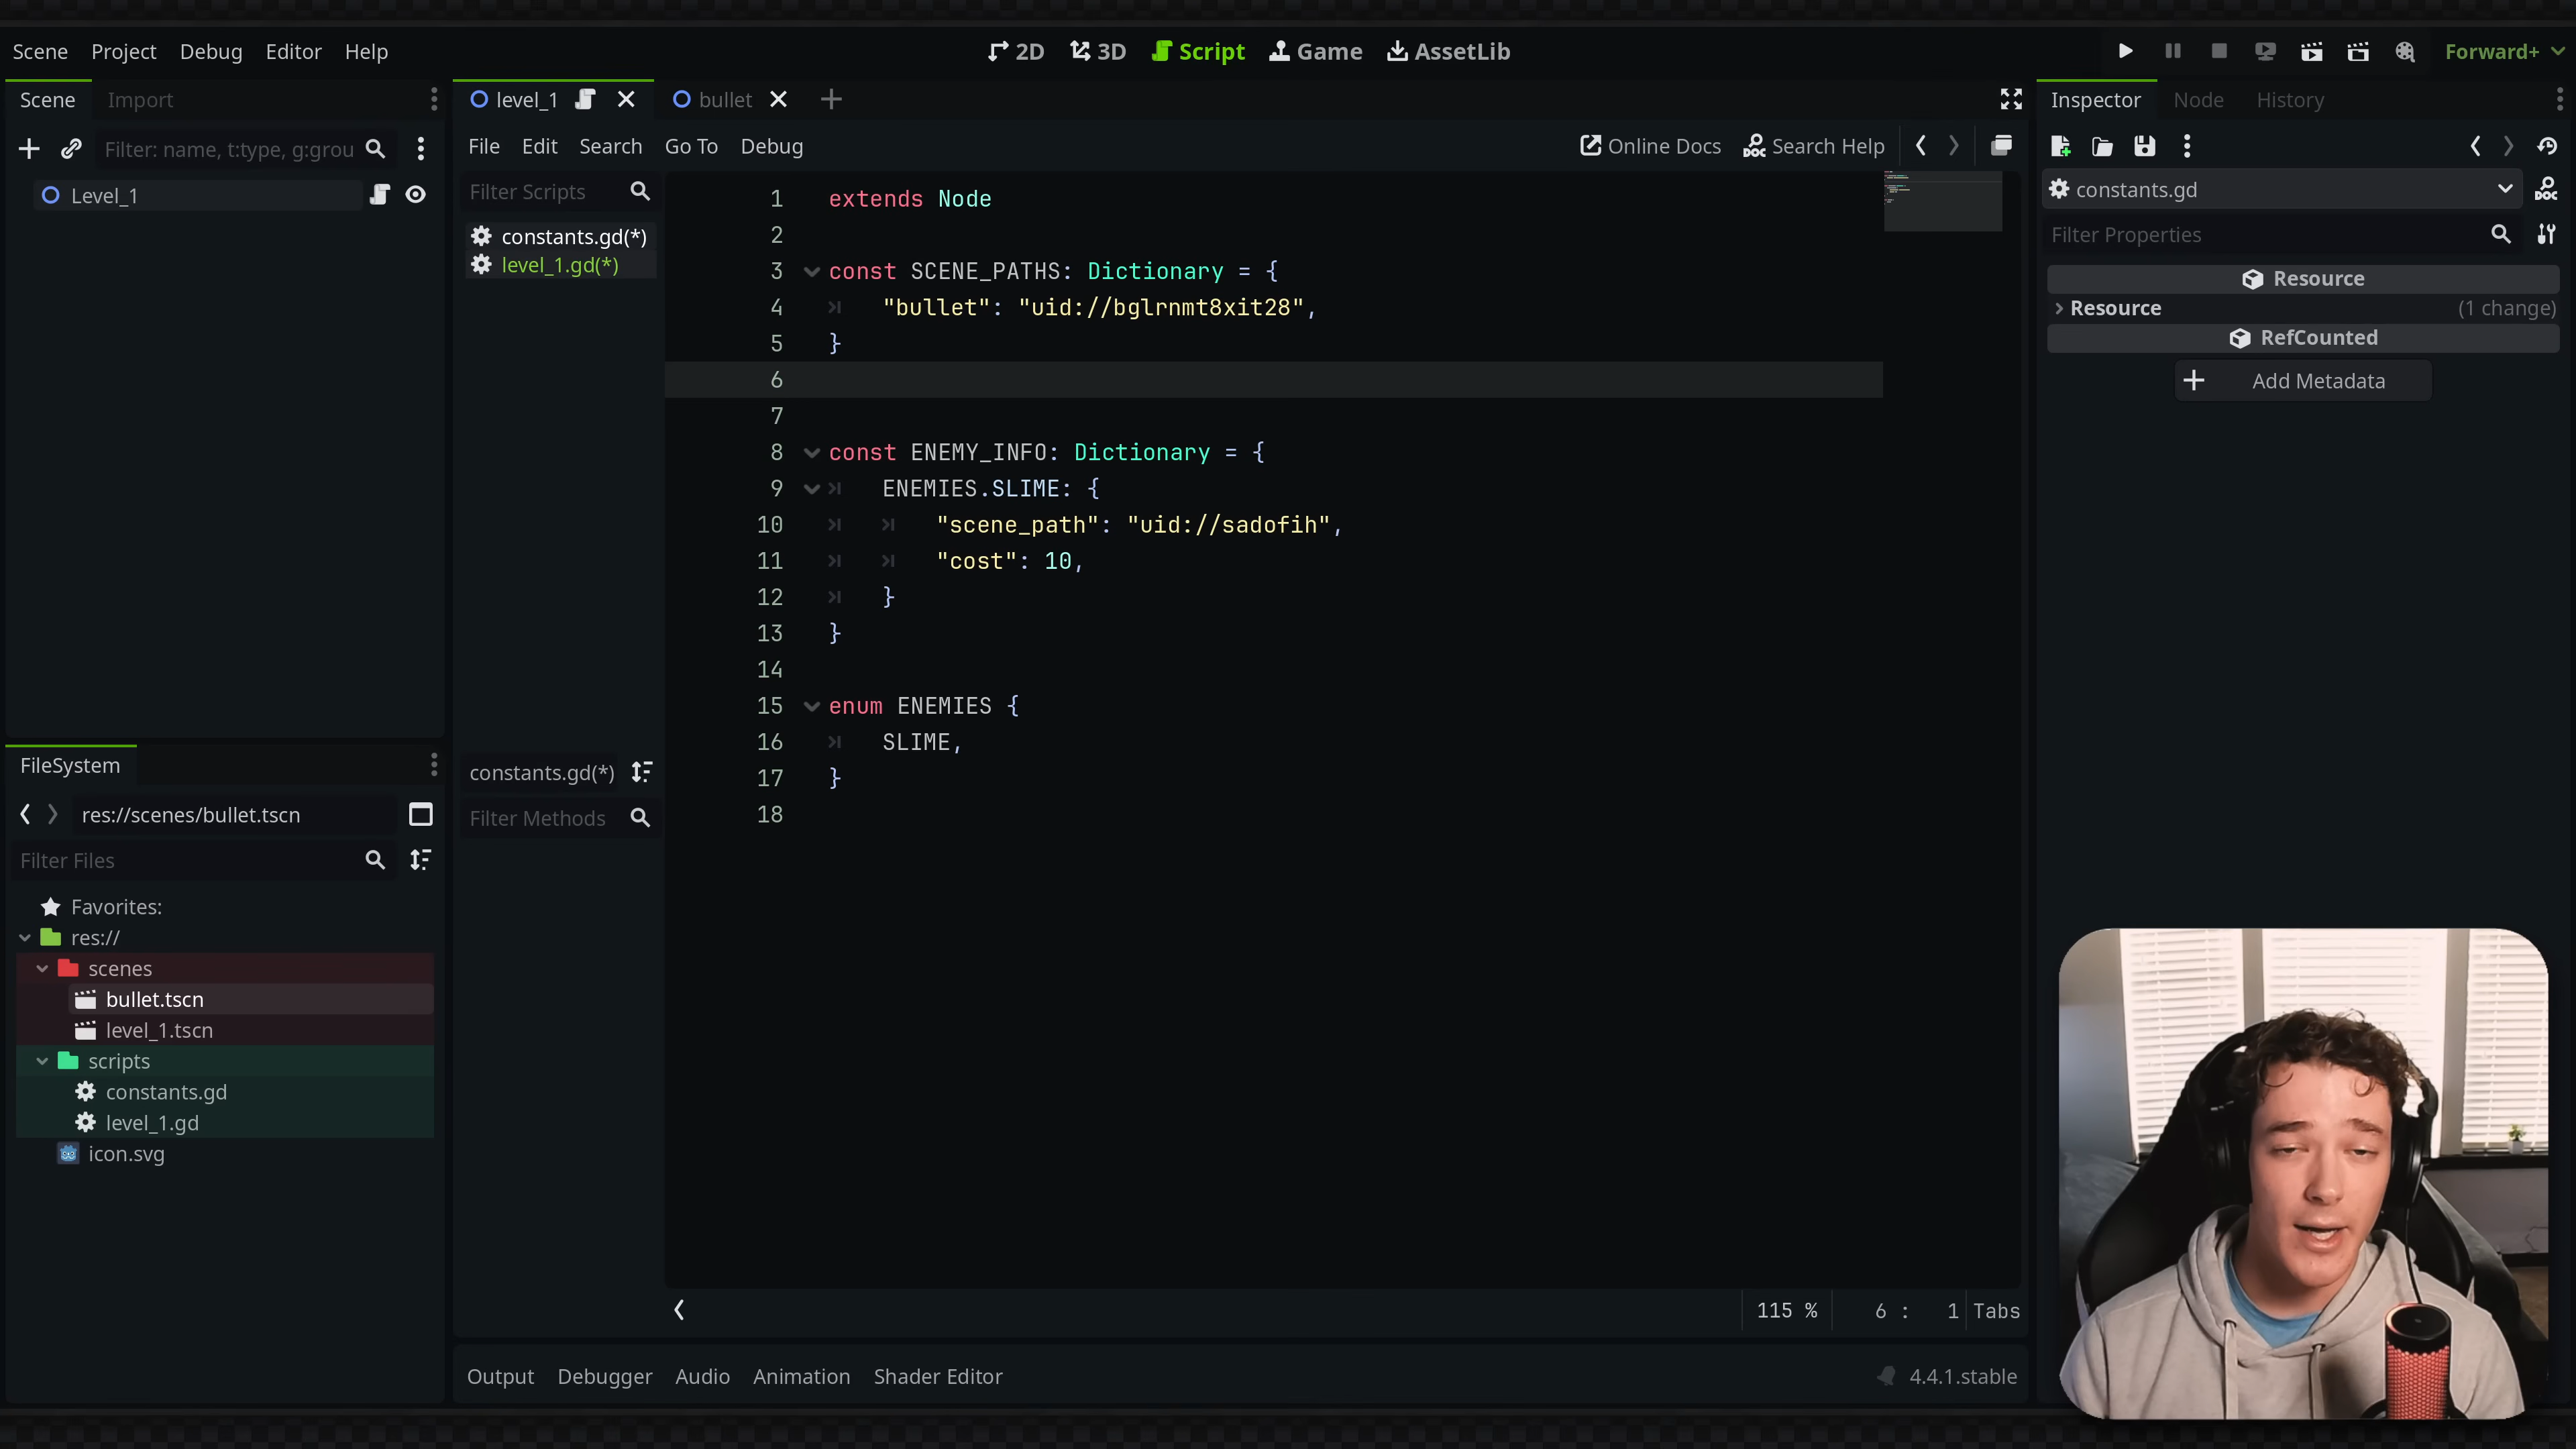 Scene Project Debug Editor Help
2D 3D Script Game AssetLib
Forward+
Scene Import
Filter: name, t:type, g:grou
Level_1
level_1 bullet
File Edit Search Go To Debug
Online Docs Search Help
Filter Scripts
constants.gd(*)
level_1.gd(*)
constants.gd(*)
Filter Methods
1 extends Node
2
3 const SCENE_PATHS: Dictionary = {
4 "bullet": "uid://bglrnmt8xit28",
5 }
6
7
8 const ENEMY_INFO: Dictionary = {
9 ENEMIES.SLIME: {
10 "scene_path": "uid://sadofih",
11 "cost": 10,
12 }
13 }
14
15 enum ENEMIES {
16 SLIME,
17 }
18
115 % 6 : 1 Tabs
Output Debugger Audio Animation Shader Editor
4.4.1.stable
FileSystem
res://scenes/bullet.tscn
Filter Files
Favorites:
res://
scenes
bullet.tscn
level_1.tscn
scripts
constants.gd
level_1.gd
icon.svg
Inspector Node History
constants.gd
Filter Properties
Resource
Resource (1 change)
RefCounted
Add Metadata